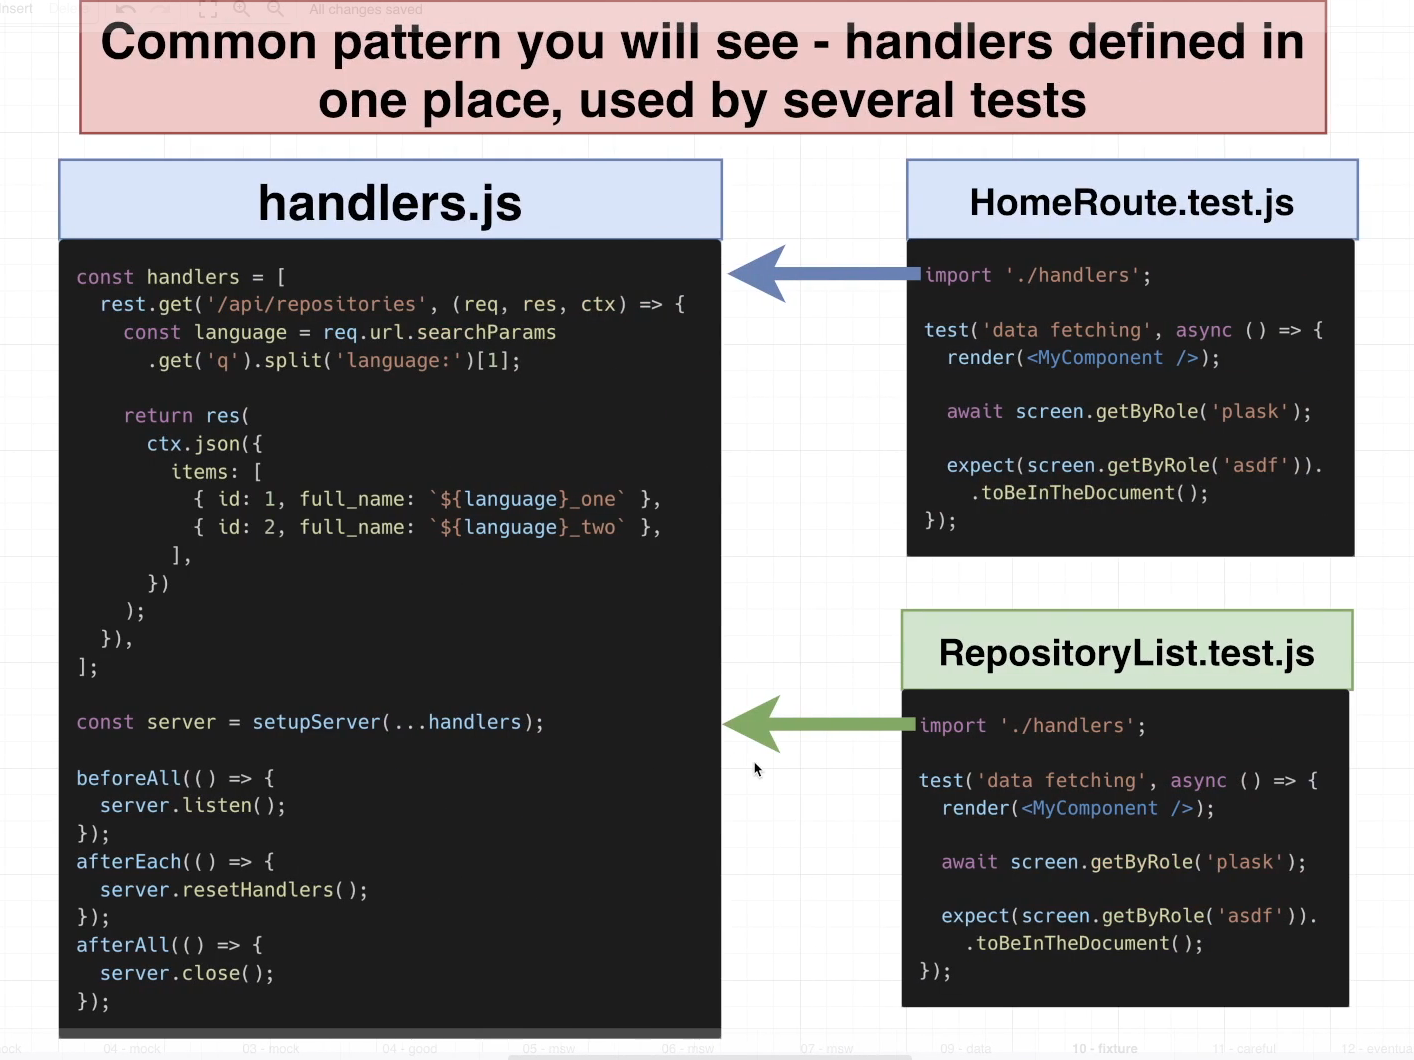 nsert
All changes saved
Common pattern you will see - handlers defined in
one place, used by several tests
handlers.js
const handlers = [
  rest.get('/api/repositories', (req, res, ctx) => {
    const language = req.url.searchParams
      .get('q').split('language:')[1];

    return res(
      ctx.json({
        items: [
          { id: 1, full_name: `${language}_one` },
          { id: 2, full_name: `${language}_two` },
        ],
      })
    );
  }),
];

const server = setupServer(...handlers);

beforeAll(() => {
  server.listen();
});
afterEach(() => {
  server.resetHandlers();
});
afterAll(() => {
  server.close();
});
HomeRoute.test.js
import './handlers';

test('data fetching', async () => {
  render(<MyComponent />);

  await screen.getByRole('plask');

  expect(screen.getByRole('asdf')).
    .toBeInTheDocument();
});
RepositoryList.test.js
import './handlers';

test('data fetching', async () => {
  render(<MyComponent />);

  await screen.getByRole('plask');

  expect(screen.getByRole('asdf')).
    .toBeInTheDocument();
});
ock 04 - mock 03 - mock 04 - good 05 - msw 06 - msw 07 - msw 09 - data 10 - fixture 11 - careful 12 - eventua